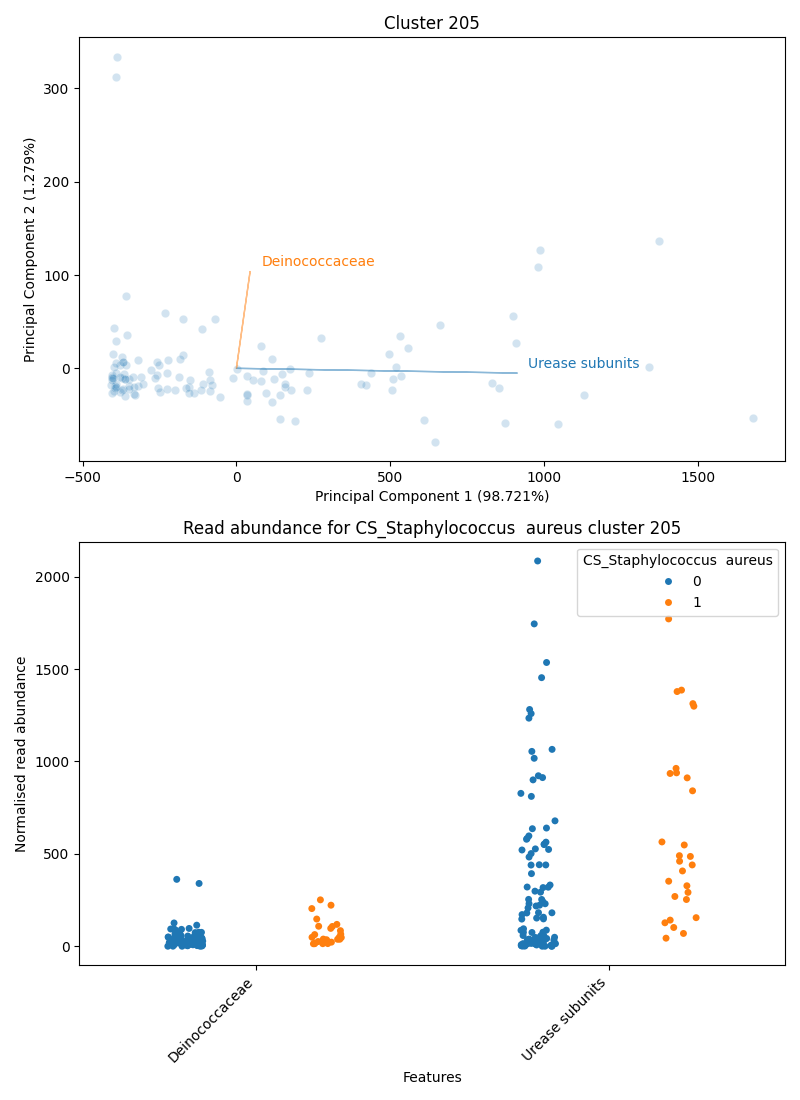 Cluster 205
300
200
100
0
Principal Component 2 (1.279%)
Deinococcaceae
Urease subunits
−500
0
500
1000
1500
Principal Component 1 (98.721%)
Read abundance for CS_Staphylococcus  aureus cluster 205
CS_Staphylococcus  aureus
0
1
2000
1500
1000
500
0
Normalised read abundance
Deinococcaceae
Urease subunits
Features